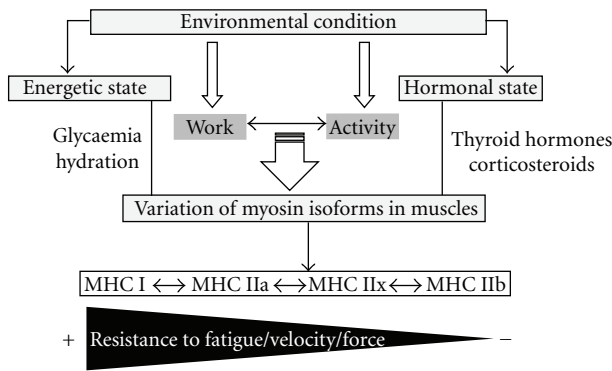 Environmental condition
Energetic state
Hormonal state
Glycaemia
hydration
Work
Activity
Thyroid hormones
corticosteroids
Variation of myosin isoforms in muscles
MHC I ↔ MHC IIa ↔ MHC IIx ↔ MHC IIb
+ Resistance to fatigue/velocity/force −